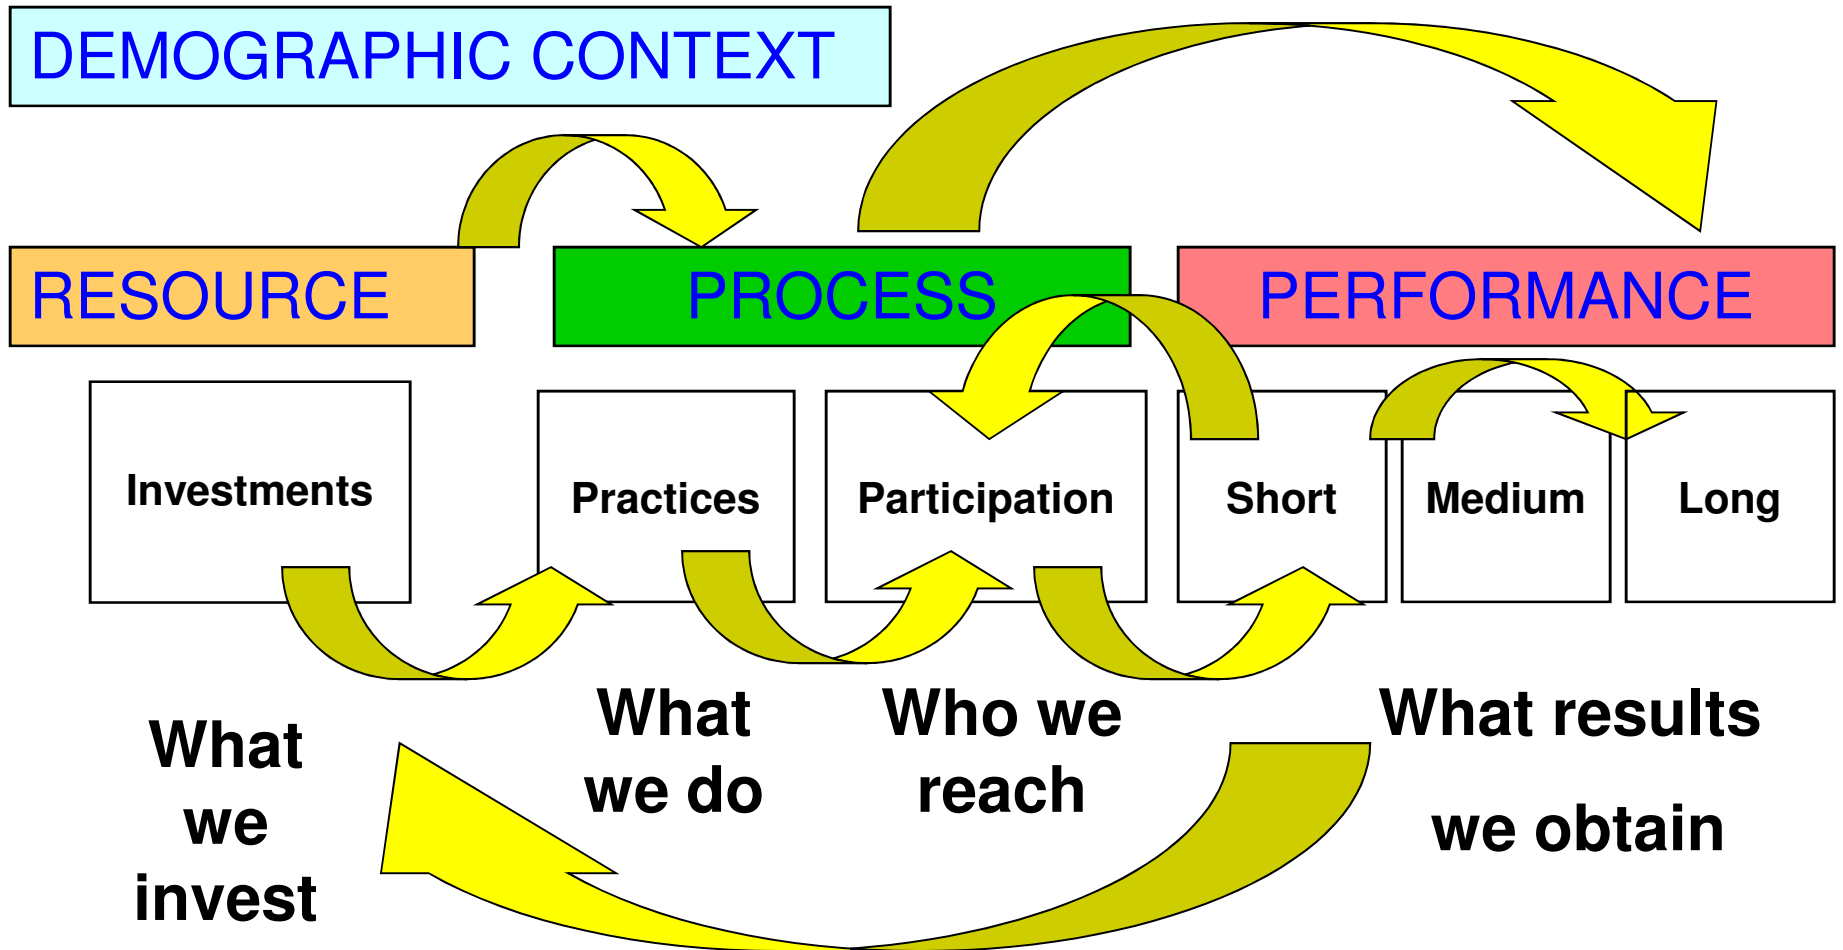 DEMOGRAPHIC CONTEXT
RESOURCE
PROCESS
PERFORMANCE
Investments
Practices
Participation
Short
Medium
Long
What
we
invest
What
we do
Who we
reach
What results
we obtain